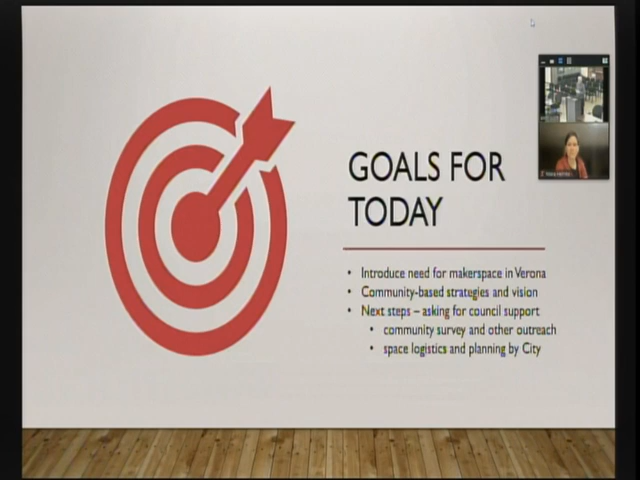 GOALS FOR
TODAY
• Introduce need for makerspace in Verona
• Community-based strategies and vision
• Next steps – asking for council support
• community survey and other outreach
• space logistics and planning by City